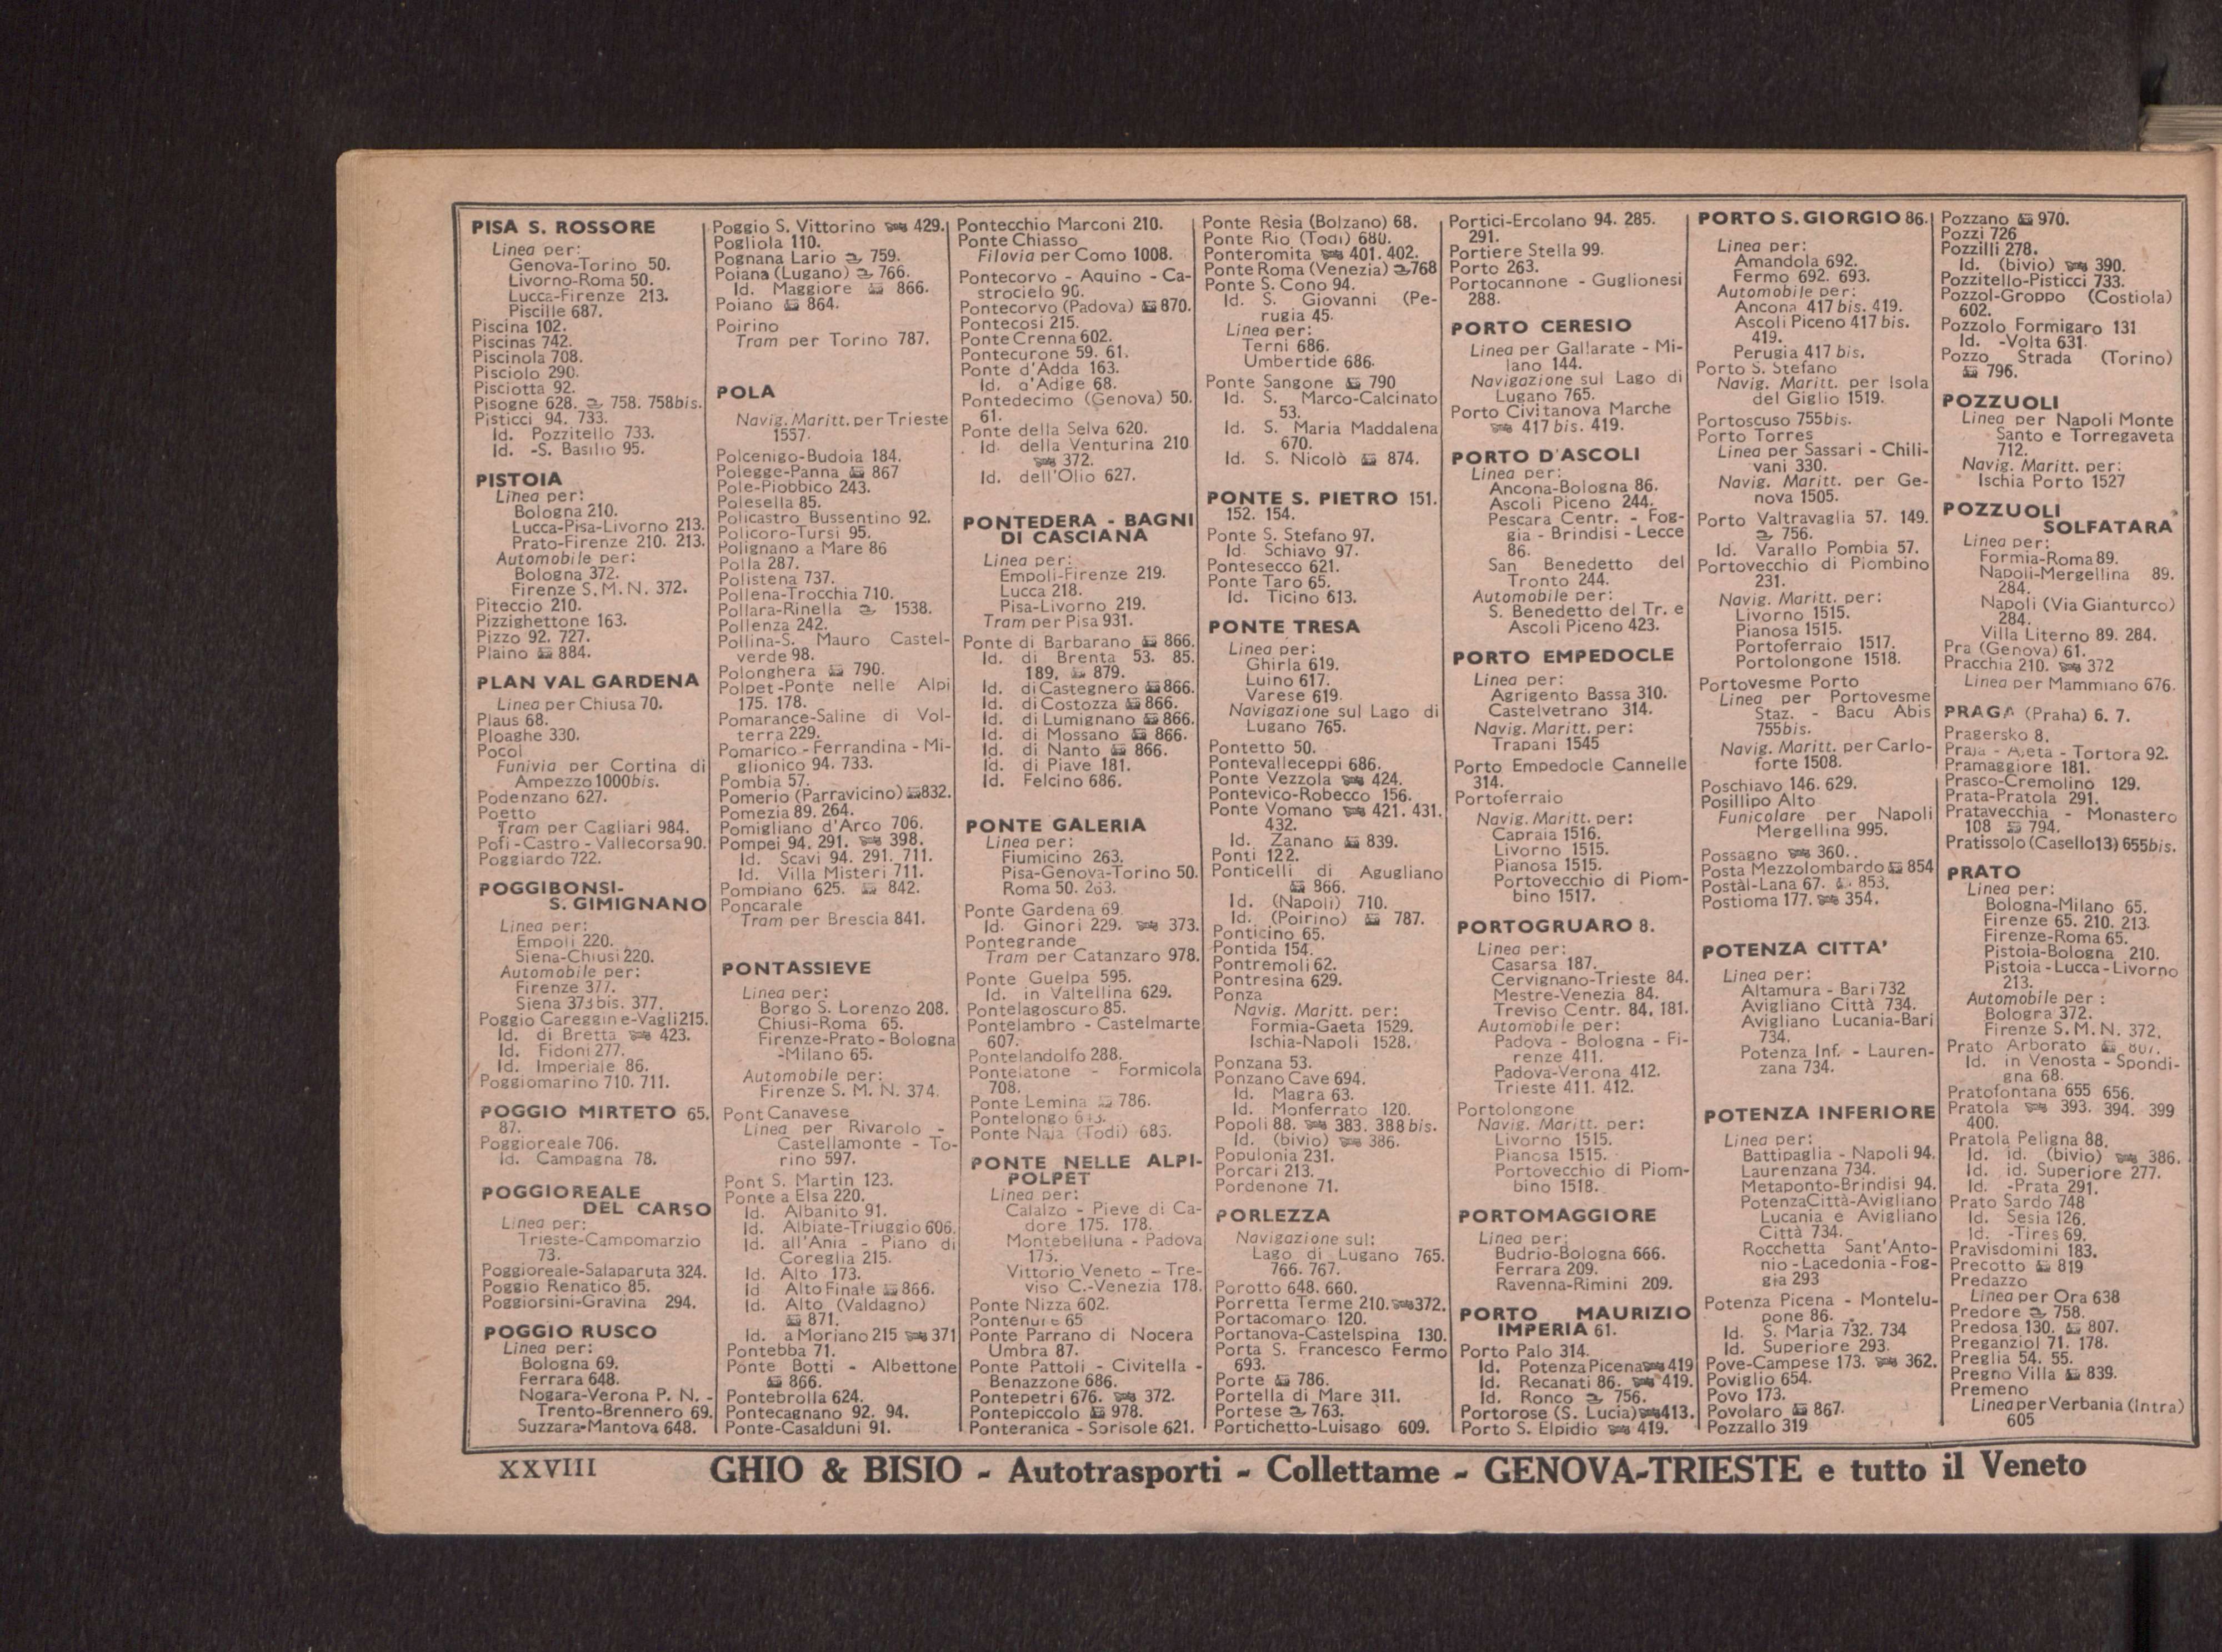 PISA S. ROSSORE
Linea per:
Genova-Torino 50.
Livorno-Roma 50.
Lucca-Firenze 213.
Piscille 687.
Piscina 102.
Piscinas 742.
Piscinola 708.
Pisciolo 290.
Pisciotta 92.
Pisogne 628. 758. 758bis.
Pisticci 94. 733.
Id. Pozzitello 733.
Id. -S. Basilio 95.
PISTOIA
Linea per:
Bologna 210.
Lucca-Pisa-Livorno 213.
Prato-Firenze 210. 213.
Automobile per:
Bologna 372.
Firenze S. M. N. 372.
Piteccio 210.
Pizzighettone 163.
Pizzo 92. 727.
Plaino 884.
PLAN VAL GARDENA
Linea per Chiusa 70.
Plaus 68.
Ploaghe 330.
Pocol
Funivia per Cortina di
Ampezzo 1000bis.
Podenzano 627.
Poetto
Tram per Cagliari 984.
Pofi - Castro - Vallecorsa 90.
Poggiardo 722.
POGGIBONSI-
S. GIMIGNANO
Linea per:
Empoli 220.
Siena-Chiusi 220.
Automobile per:
Firenze 377.
Siena 373 bis. 377.
Poggio Careggine-Vagli 215.
Id. di Bretta 423.
Id. Fidoni 277.
Id. Imperiale 86.
Poggiomarino 710. 711.
POGGIO MIRTETO 65.
87.
Poggioreale 706.
Id. Campagna 78.
POGGIOREALE
DEL CARSO
Linea per:
Trieste-Campomarzio
73.
Poggioreale-Salaparuta 324.
Poggio Renatico 85.
Poggiorsini-Gravina 294.
POGGIO RUSCO
Linea per:
Bologna 69.
Ferrara 648.
Nogara-Verona P. N. -
Trento-Brennero 69.
Suzzara-Mantova 648.
Poggio S. Vittorino 429.
Pogliola 110.
Pognana Lario 759.
Poiana (Lugano) 766.
Id. Maggiore 866.
Poiano 864.
Poirino
Tram per Torino 787.
POLA
Navig. Maritt. per Trieste
1557.
Polcenigo-Budoia 184.
Polegge-Panna 867
Pole-Piobbico 243.
Polesella 85.
Policastro Bussentino 92.
Policoro-Tursi 95.
Polignano a Mare 86
Polla 287.
Polistena 737.
Pollena-Trocchia 710.
Pollara-Rinella 1538.
Pollenza 242.
Pollina-S. Mauro Castel-
verde 98.
Polonghera 790.
Polpet-Ponte nelle Alpi
175. 178.
Pomarance-Saline di Vol-
terra 229.
Pomarico - Ferrandina - Mi-
glionico 94. 733.
Pombia 57.
Pomerio (Parravicino) 832.
Pomezia 89. 264.
Pomigliano d'Arco 706.
Pompei 94. 291. 398.
Id. Scavi 94. 291. 711.
Id. Villa Misteri 711.
Pompiano 625. 842.
Poncarale
Tram per Brescia 841.
PONTASSIEVE
Linea per:
Borgo S. Lorenzo 208.
Chiusi-Roma 65.
Firenze-Prato - Bologna
-Milano 65.
Automobile per:
Firenze S. M. N. 374.
Pont Canavese
Linea per Rivarolo -
Castellamonte - To-
rino 597.
Pont S. Martin 123.
Ponte a Elsa 220.
Id. Albanito 91.
Id. Albiate-Triuggio 606.
Id. all'Ania - Piano di
Coreglia 215.
Id. Alto 173.
Id Alto Finale 866.
Id. Alto (Valdagno)
871.
Id. a Moriano 215 371
Pontebba 71.
Ponte Botti - Albettone
866.
Pontebrolla 624.
Pontecagnano 92. 94.
Ponte-Casalduni 91.
Pontecchio Marconi 210.
Ponte Chiasso
Filovia per Como 1008.
Pontecorvo - Aquino - Ca-
strocielo 90.
Pontecorvo (Padova) 870.
Pontecosi 215.
Ponte Crenna 602.
Pontecurone 59. 61.
Ponte d'Adda 163.
Id. d'Adige 68.
Pontedecimo (Genova) 50.
61.
Ponte della Selva 620.
Id. della Venturina 210
372.
Id. dell'Olio 627.
PONTEDERA - BAGNI
DI CASCIANA
Linea per:
Empoli-Firenze 219.
Lucca 218.
Pisa-Livorno 219.
Tram per Pisa 931.
Ponte di Barbarano 866.
Id. di Brenta 53. 85.
189. 879.
Id. di Castegnero 866.
Id. di Costozza 866.
Id. di Lumignano 866.
Id. di Mossano 866.
Id. di Nanto 866.
Id. di Piave 181.
Id. Felcino 686.
PONTE GALERIA
Linea per:
Fiumicino 263.
Pisa-Genova-Torino 50.
Roma 50. 263.
Ponte Gardena 69.
Id. Ginori 229. 373.
Pontegrande
Tram per Catanzaro 978.
Ponte Guelpa 595.
Id. in Valtellina 629.
Pontelagoscuro 85.
Pontelambro - Castelmarte
607.
Pontelandolfo 288.
Pontelatone - Formicola
708.
Ponte Lemina 786.
Pontelongo
Ponte Naia (Todi) 686.
PONTE NELLE ALPI-
POLPET
Linea per:
Calalzo - Pieve di Ca-
dore 175. 178.
Montebelluna - Padova
175.
Vittorio Veneto - Tre-
viso C.-Venezia 178.
Ponte Nizza 602.
Pontenure 65
Ponte Parrano di Nocera
Umbra 87.
Ponte Pattoli - Civitella -
Benazzone 686.
Pontepetri 676. 372.
Pontepiccolo 978.
Ponteranica - Sorisole 621.
Ponte Resia (Bolzano) 68.
Ponte Rio (Todi) 680.
Ponteromita 401. 402.
Ponte Roma (Venezia) 768
Ponte S. Cono 94.
Id. S. Giovanni (Pe-
rugia 45.
Linea per:
Terni 686.
Umbertide 686.
Ponte Sangone 790
Id. S. Marco-Calcinato
53.
Id. S. Maria Maddalena
670.
Id. S. Nicolò 874.
PONTE S. PIETRO 151.
152. 154.
Ponte S. Stefano 97.
Id. Schiavo 97.
Pontesecco 621.
Ponte Taro 65.
Id. Ticino 613.
PONTE TRESA
Linea per:
Ghirla 619.
Luino 617.
Varese 619.
Navigazione sul Lago di
Lugano 765.
Pontetto 50.
Pontevalleceppi 686.
Ponte Vezzola 424.
Pontevico-Robecco 156.
Ponte Vomano 421. 431.
432.
Id. Zanano 839.
Ponti 122.
Ponticelli di Agugliano
866.
Id. (Napoli) 710.
Id. (Poirino) 787.
Ponticino 65.
Pontida 154.
Pontremoli 62.
Pontresina 629.
Ponza
Navig. Maritt. per:
Formia-Gaeta 1529.
Ischia-Napoli 1528.
Ponzana 53.
Ponzano Cave 694.
Id. Magra 63.
Id. Monferrato 120.
Popoli 88. 383. 388 bis.
Id. (bivio) 386.
Populonia 231.
Porcari 213.
Pordenone 71.
PORLEZZA
Navigazione sul:
Lago di Lugano 765.
766. 767.
Porotto 648. 660.
Porretta Terme 210. 372.
Portacomaro 120.
Portanova-Castelspina 130.
Porta S. Francesco Fermo
693.
Porte 786.
Portella di Mare 311.
Portese 763.
Portichetto-Luisago 609.
Portici-Ercolano 94. 285.
291.
Portiere Stella 99.
Porto 263.
Portocannone - Guglionesi
288.
PORTO CERESIO
Linea per Gallarate - Mi-
lano 144.
Navigazione sul Lago di
Lugano 765.
Porto Civitanova Marche
417 bis. 419.
PORTO D'ASCOLI
Linea per:
Ancona-Bologna 86.
Ascoli Piceno 244.
Pescara Centr. - Fog-
gia - Brindisi - Lecce
86.
San Benedetto del
Tronto 244.
Automobile per:
S. Benedetto del Tr. e
Ascoli Piceno 423.
PORTO EMPEDOCLE
Linea per:
Agrigento Bassa 310.
Castelvetrano 314.
Navig. Maritt. per:
Trapani 1545
Porto Empedocle Cannelle
314.
Portoferraio
Navig. Maritt. per:
Capraia 1516.
Livorno 1515.
Pianosa 1515.
Portovecchio di Piom-
bino 1517.
PORTOGRUARO 8.
Linea per:
Casarsa 187.
Cervignano-Trieste 84.
Mestre-Venezia 84.
Treviso Centr. 84. 181.
Automobile per:
Padova - Bologna - Fi-
renze 411.
Padova-Verona 412.
Trieste 411. 412.
Portolongone
Navig. Maritt. per:
Livorno 1515.
Pianosa 1515.
Portovecchio di Piom-
bino 1518.
PORTOMAGGIORE
Linea per:
Budrio-Bologna 666.
Ferrara 209.
Ravenna-Rimini 209.
PORTO MAURIZIO
IMPERIA 61.
Porto Palo 314.
Id. Potenza Picena 419
Id. Recanati 86. 419.
Id. Ronco 756.
Portorose (S. Lucia) 413.
Porto S. Elpidio 419.
PORTO S. GIORGIO 86.
Linea per:
Amandola 692.
Fermo 692. 693.
Automobile per:
Ancona 417 bis. 419.
Ascoli Piceno 417 bis.
419.
Perugia 417 bis.
Porto S. Stefano
Navig. Maritt. per Isola
del Giglio 1519.
Portoscuso 755bis.
Porto Torres
Linea per Sassari - Chili-
vani 330.
Navig. Maritt. per Ge-
nova 1505.
Porto Valtravaglia 57. 149.
756.
Id. Varallo Pombia 57.
Portovecchio di Piombino
231.
Navig. Maritt. per:
Livorno 1515.
Pianosa 1515.
Portoferraio 1517.
Portolongone 1518.
Portovesme Porto
Linea per Portovesme
Staz. - Bacu Abis
755bis.
Navig. Maritt. per Carlo-
forte 1508.
Poschiavo 146. 629.
Posillipo Alto
Funicolare per Napoli
Mergellina 995.
Possagno 360.
Posta Mezzolombardo 854
Postàl-Lana 67. 853.
Postioma 177. 354.
POTENZA CITTA'
Linea per:
Altamura - Bari 732
Avigliano Città 734.
Avigliano Lucania-Bari
734.
Potenza Inf. - Lauren-
zana 734.
POTENZA INFERIORE
Linea per:
Battipaglia - Napoli 94.
Laurenzana 734.
Metaponto-Brindisi 94.
Potenza Città-Avigliano
Lucania e Avigliano
Città 734.
Rocchetta Sant'Anto-
nio - Lacedonia - Fog-
gia 293
Potenza Picena - Montelu-
pone 86.
Id. S. Maria 732. 734
Id. Superiore 293.
Pove-Campese 173. 362.
Poviglio 654.
Povo 173.
Povolaro 867.
Pozzallo 319
Pozzano 970.
Pozzi 726
Pozzilli 278.
Id. (bivio) 390.
Pozzitello-Pisticci 733.
Pozzol-Groppo (Costiola)
602.
Pozzolo Formigaro 131
Id. -Volta 631.
Pozzo Strada (Torino)
796.
POZZUOLI
Linea per Napoli Monte
Santo e Torregaveta
712.
Navig. Maritt. per:
Ischia Porto 1527
POZZUOLI
SOLFATARA
Linea per:
Formia-Roma 89.
Napoli-Mergellina 89.
284.
Napoli (Via Gianturco)
284.
Villa Literno 89. 284.
Pra (Genova) 61.
Pracchia 210. 372
Linea per Mammiano 676.
PRAGA (Praha) 6. 7.
Pragersko 8.
Praja - Ajeta - Tortora 92.
Pramaggiore 181.
Prasco-Cremolino 129.
Prata-Pratola 291.
Pratavecchia - Monastero
108 794.
Pratissolo (Casello13) 655bis.
PRATO
Linea per:
Bologna-Milano 65.
Firenze 65. 210. 213.
Firenze-Roma 65.
Pistoia-Bologna 210.
Pistoia - Lucca - Livorno
213.
Automobile per:
Bologna 372.
Firenze S. M. N. 372.
Prato Arborato
Id. in Venosta - Spondi-
gna 68.
Pratofontana 655 656.
Pratola 393. 394. 399
400.
Pratola Peligna 88.
Id. id. (bivio) 386.
Id. id. Superiore 277.
Id. -Prata 291.
Prato Sardo 748
Id. Sesia 126.
Id. -Tires 69.
Pravisdomini 183.
Precotto 819
Predazzo
Linea per Ora 638
Predore 758.
Predosa 130. 807.
Preganziol 71. 178.
Preglia 54. 55.
Pregno Villa 839.
Premeno
Linea per Verbania (Intra)
605
XXVIII GHIO & BISIO - Autotrasporti - Collettame - GENOVA-TRIESTE e tutto il Veneto